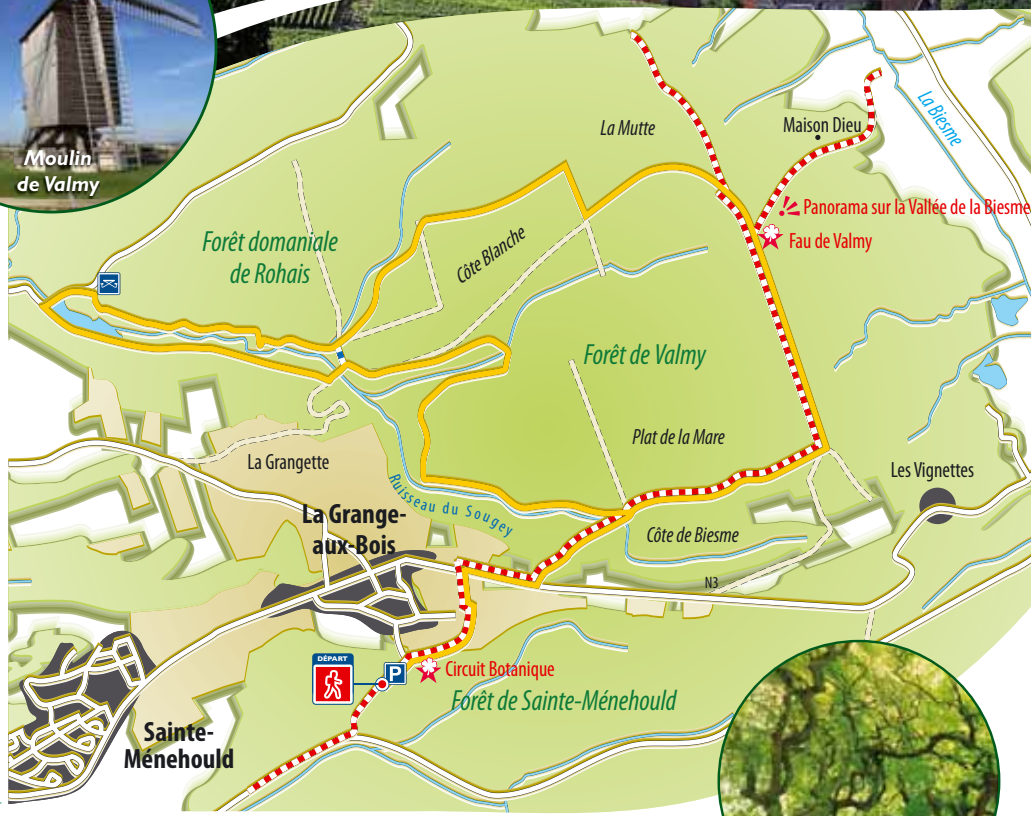 Moulin
de Valmy
La Mutte
Maison Dieu
La Biesme
Panorama sur la Vallée de la Biesme
Fau de Valmy
Forêt domaniale
de Rohais
Côte Blanche
Forêt de Valmy
Plat de la Mare
La Grangette
Les Vignettes
Ruisseau du Sougey
La Grange-
aux-Bois
Côte de Biesme
N3
DÉPART
P
Circuit Botanique
Forêt de Sainte-Ménehould
Sainte-
Ménehould